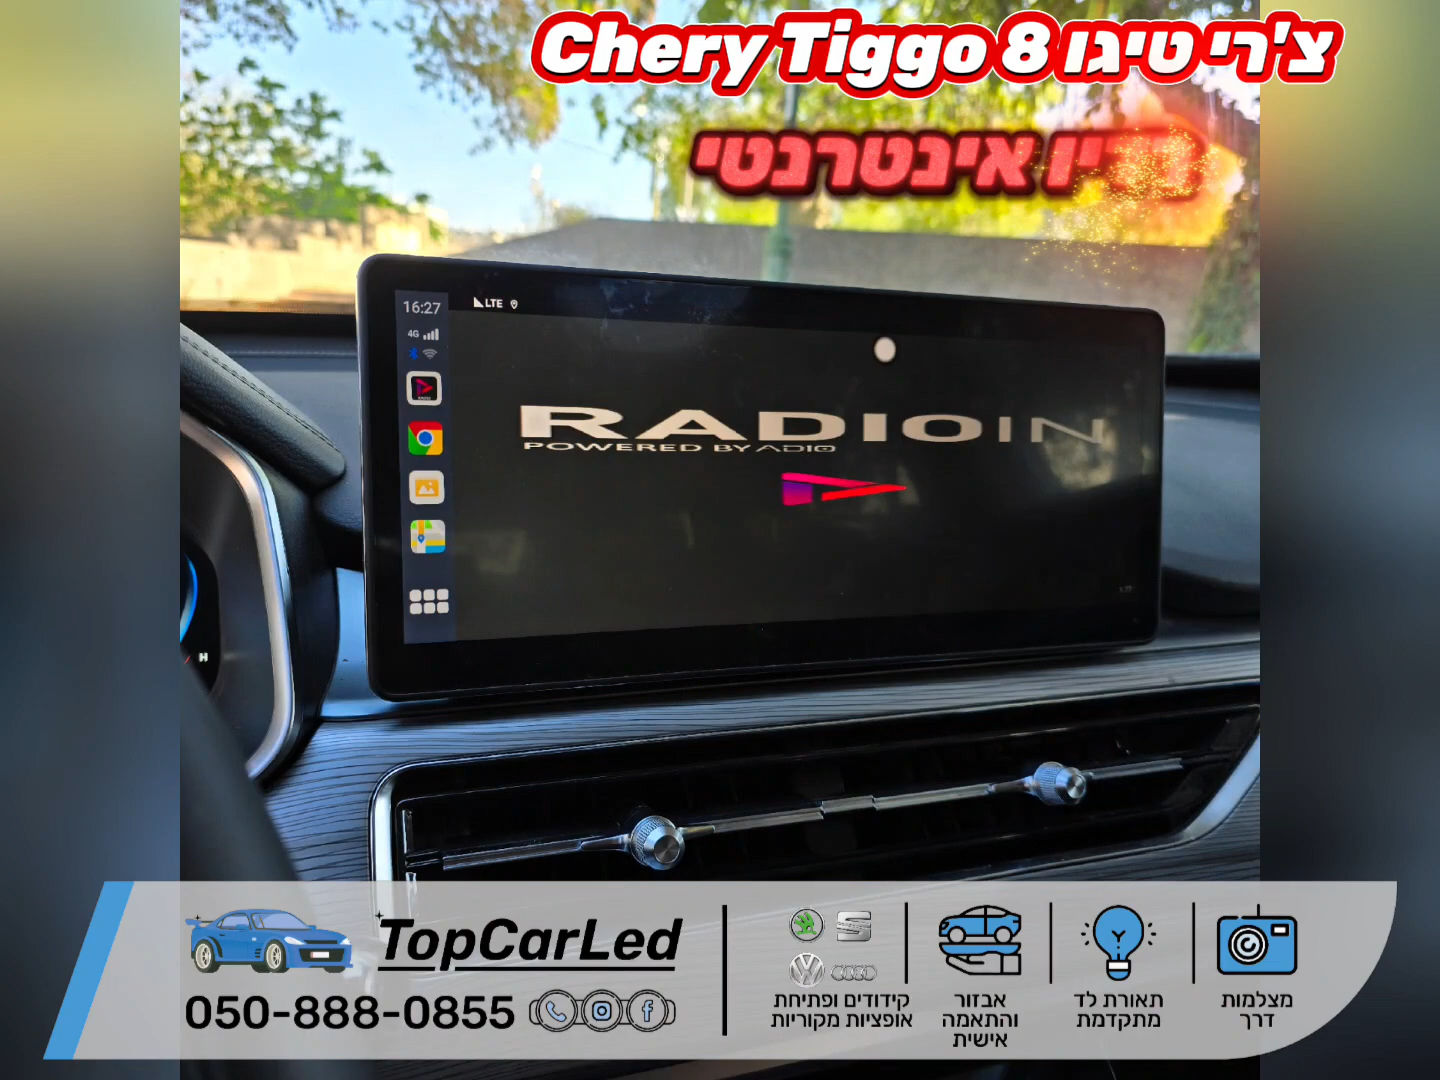 צ'רי טיגו 8 Chery Tiggo
אינטרנטי
16:27
LTE
4G
RADIOIN
POWERED BY ADIO
H
TopCarLed
050-888-0855
קידודים ופתיחת
אופציות מקוריות
אבזור
והתאמה
אישית
תאורת לד
מתקדמת
מצלמות
דרך